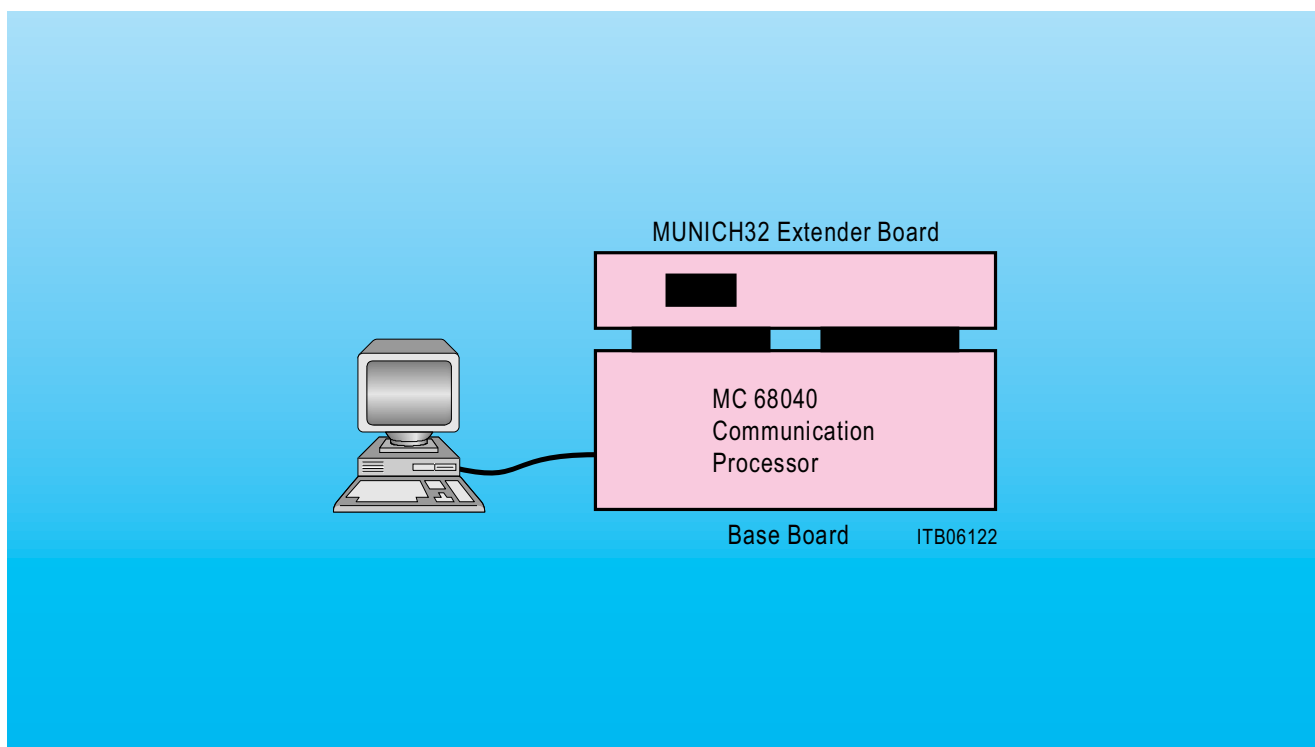 MUNICH32 Extender Board
MC 68040
Communication
Processor
Base Board
ITB06122